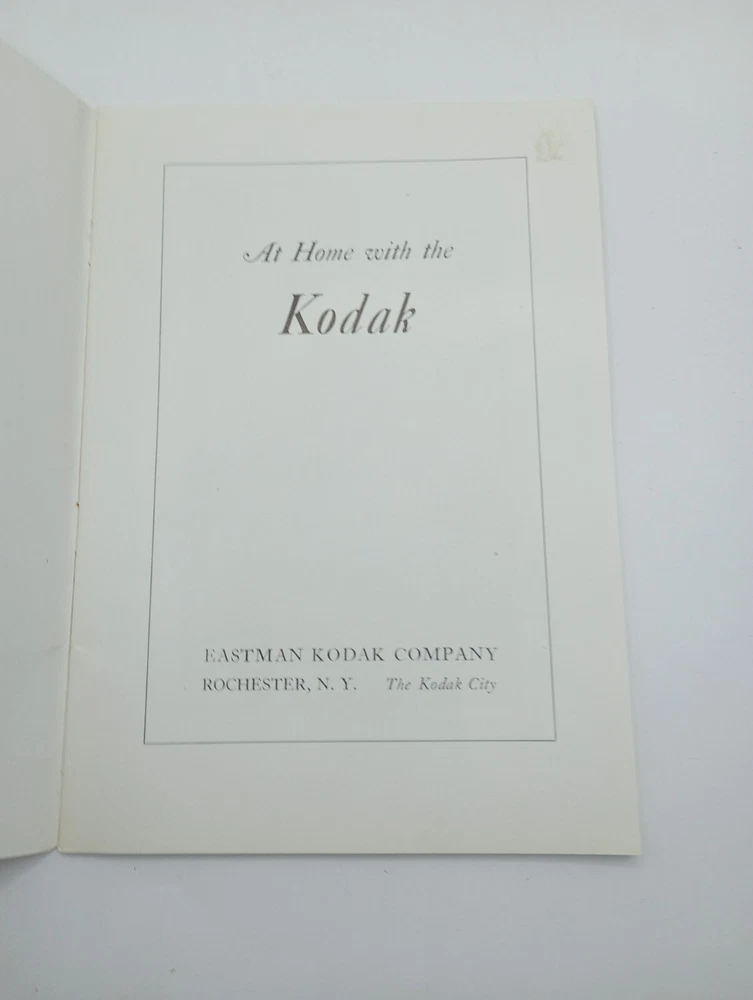 At Home with the
Kodak
EASTMAN KODAK COMPANY
ROCHESTER, N. Y. The Kodak City